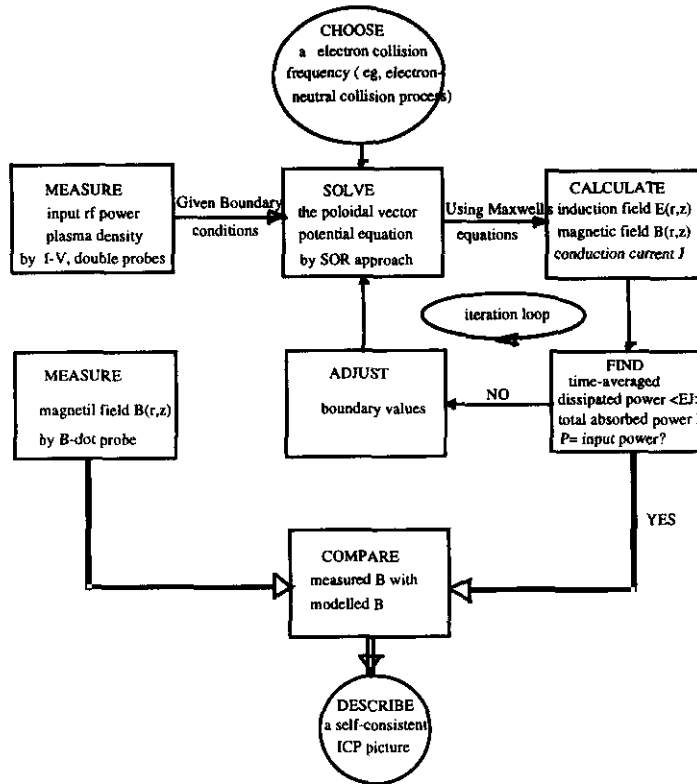 CHOOSE
a electron collision
frequency ( eg, electron-
neutral collision process)
MEASURE
input rf power
plasma density
by f-V, double probes
Given Boundary
conditions
SOLVE
the poloidal vector
potential equation
by SOR approach
Using Maxwell's
equations
CALCULATE
induction field E(r,z)
magnetic field B(r,z)
conduction current J
iteration loop
MEASURE
magnetil field B(r,z)
by B-dot probe
ADJUST
boundary values
NO
FIND
time-averaged
dissipated power <EJ>
total absorbed power
P= input power?
YES
COMPARE
measured B with
modelled B
DESCRIBE
a self-consistent
ICP picture